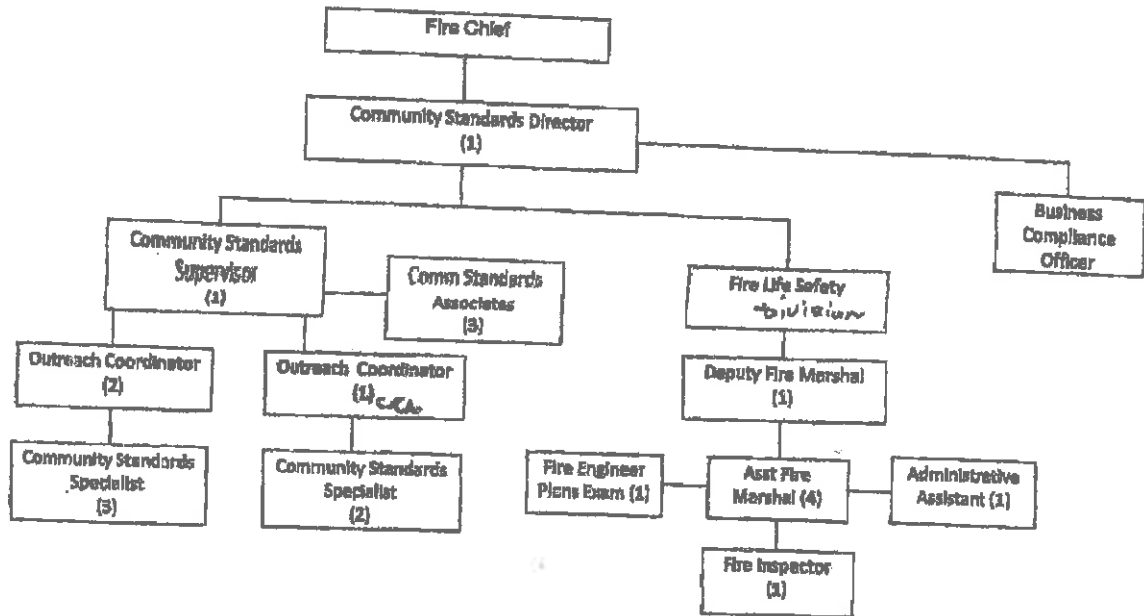 Fire Chief
Community Standards Director
(1)
Business
Compliance
Officer
Community Standards
Supervisor
(1)
Comm Standards
Associates
(3)
Fire Life Safety
Division
Outreach Coordinator
(2)
Outreach Coordinator
(1)
Deputy Fire Marshal
(1)
Community Standards
Specialist
(3)
Community Standards
Specialist
(2)
Fire Engineer
Plans Exam (1)
Asst Fire
Marshal (4)
Administrative
Assistant (1)
Fire Inspector
(1)